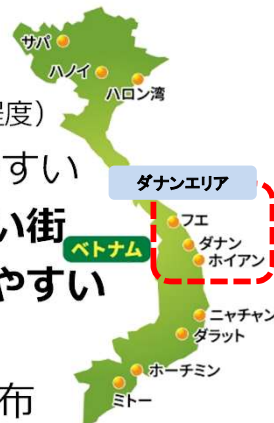 サパ
ハノイ
ハロン湾
程度)
すい
ダナンエリア
い街
フエ
ベトナム
ダナン
やすい
ホイアン
ニャチャン
ダラット
ホーチミン
布
ミトー